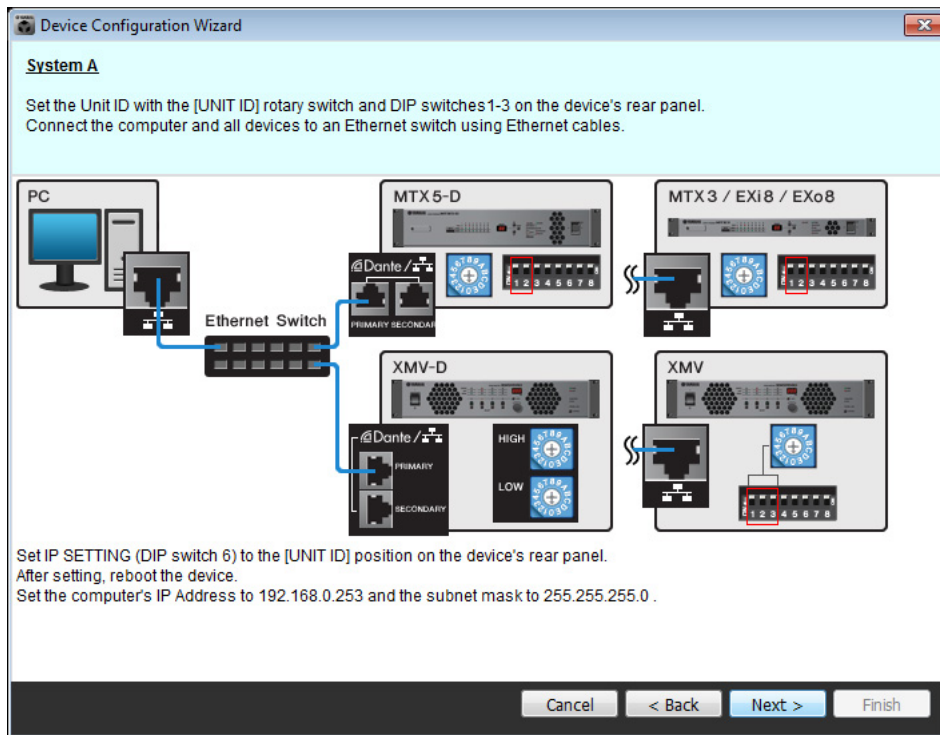 Device Configuration Wizard
System A
Set the Unit ID with the [UNIT ID] rotary switch and DIP switches1-3 on the device's rear panel.
Connect the computer and all devices to an Ethernet switch using Ethernet cables.
PC
MTX5-D
MTX3 / EXi8 / EXo8
Dante /
1 2 3 4 5 6 7 8
1 2 3 4 5 6 7 8
PRIMARY SECONDAR
Ethernet Switch
XMV-D
XMV
Dante /
PRIMARY
SECONDARY
HIGH
LOW
1 2 3 4 5 6 7 8
Set IP SETTING (DIP switch 6) to the [UNIT ID] position on the device's rear panel.
After setting, reboot the device.
Set the computer's IP Address to 192.168.0.253 and the subnet mask to 255.255.255.0 .
Cancel
< Back
Next >
Finish